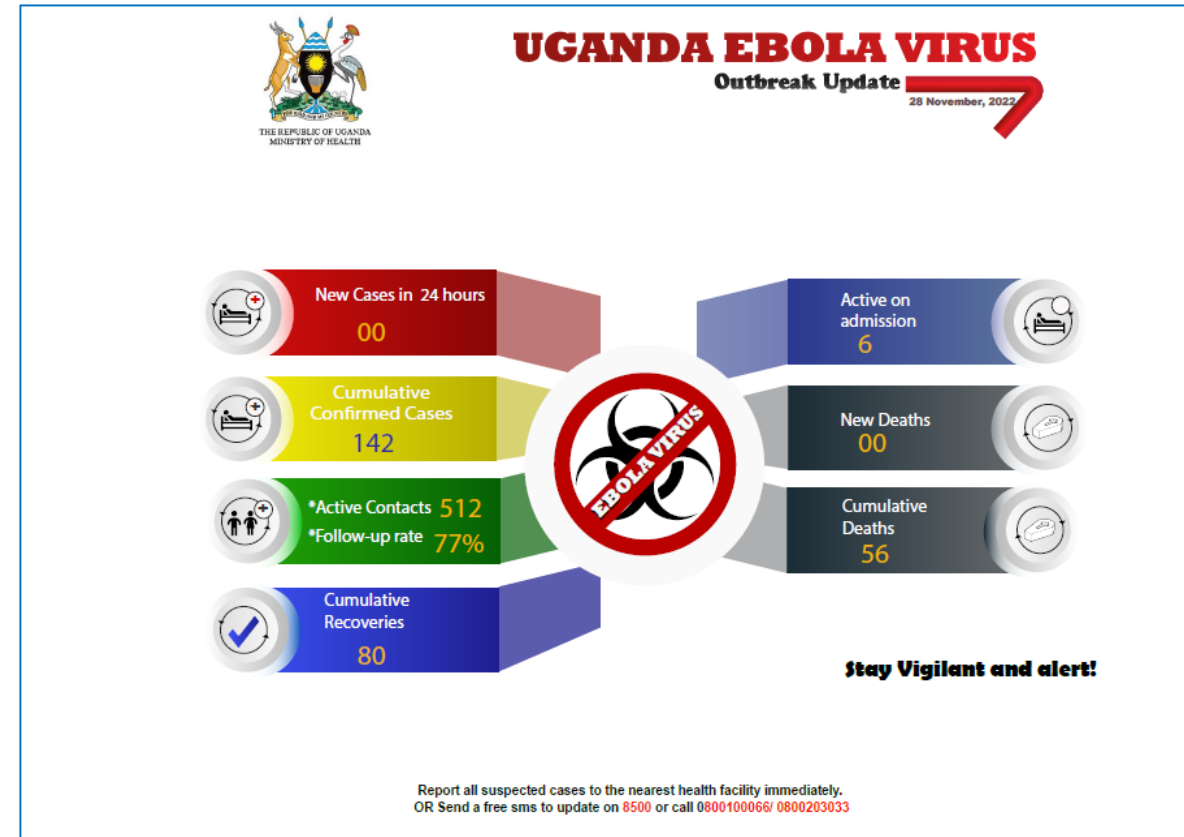 THE REPUBLIC OF UGANDA
MINISTRY OF HEALTH
UGANDA EBOLA VIRUS
Outbreak Update
28 November, 2022
New Cases in 24 hours
00
Cumulative
Confirmed Cases
142
*Active Contacts 512
*Follow-up rate 77%
Cumulative
Recoveries
80
EBOLA VIRUS
Active on
admission
6
New Deaths
00
Cumulative
Deaths
56
Stay Vigilant and alert!
Report all suspected cases to the nearest health facility immediately.
OR Send a free sms to update on 8500 or call 0800100066/ 0800203033